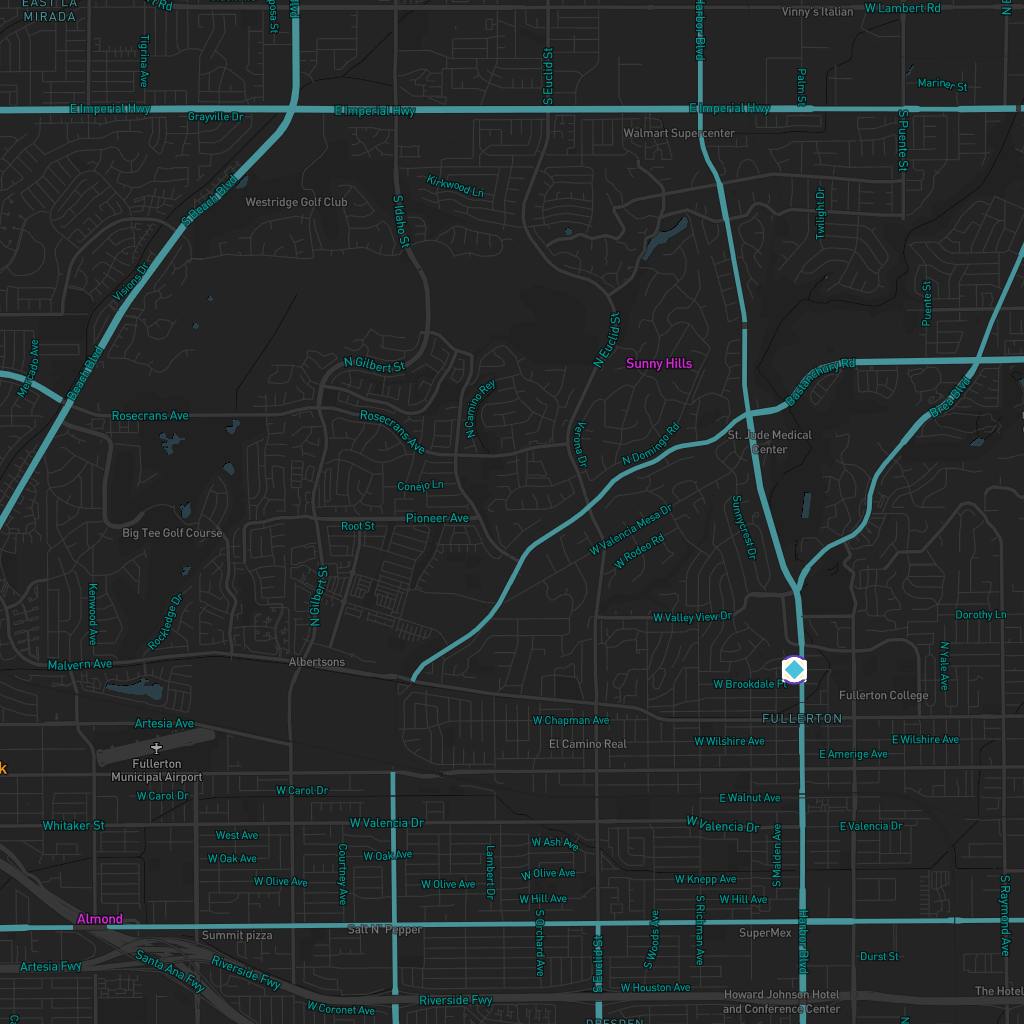 EAST LA
MIRADA
Vinny's Italian
W Lambert Rd
Tigrina Ave
S Euclid St
Harbor Blvd
Palm St
Mariner St
E Imperial Hwy
E Imperial Hwy
E Imperial Hwy
Grayville Dr
Walmart Supercenter
S Puente St
Kirkwood Ln
S Beach Blvd
Westridge Golf Club
S Idaho St
Twilight Dr
Visions Dr
Puente St
N Euclid St
Mercado Ave
Beach Blvd
N Gilbert St
Sunny Hills
Bastanchury Rd
Brea Blvd
N Camino Rey
Rosecrans Ave
Rosecrans Ave
Verona Dr
N Domingo Rd
St. Jude Medical
Center
Conejo Ln
Pioneer Ave
Root St
Big Tee Golf Course
W Valencia Mesa Dr
W Rodeo Rd
Sunnycrest Dr
Kenwood Ave
Rockledge Dr
N Gilbert St
W Valley View Dr
Dorothy Ln
Malvern Ave
Albertsons
N Yale Ave
W Brookdale Pl
Fullerton College
Artesia Ave
W Chapman Ave
FULLERTON
El Camino Real
W Wilshire Ave
E Wilshire Ave
E Amerige Ave
Fullerton
Municipal Airport
W Carol Dr
W Carol Dr
E Walnut Ave
Whitaker St
W Valencia Dr
W Valencia Dr
E Valencia Dr
West Ave
W Ash Ave
S Malden Ave
W Oak Ave
W Oak Ave
Courtney Ave
Lambert Dr
W Olive Ave
W Olive Ave
W Olive Ave
W Knepp Ave
W Hill Ave
W Hill Ave
S Raymond Ave
Almond
Summit pizza
Salt N' Pepper
S Orchard Ave
S Woods Ave
S Richman Ave
SuperMex
Harbor Blvd
Durst St
Artesia Fwy
Santa Ana Fwy
Riverside Fwy
Riverside Fwy
W Houston Ave
W Coronet Ave
Howard Johnson Hotel
and Conference Center
The Hotel
DRESDEN